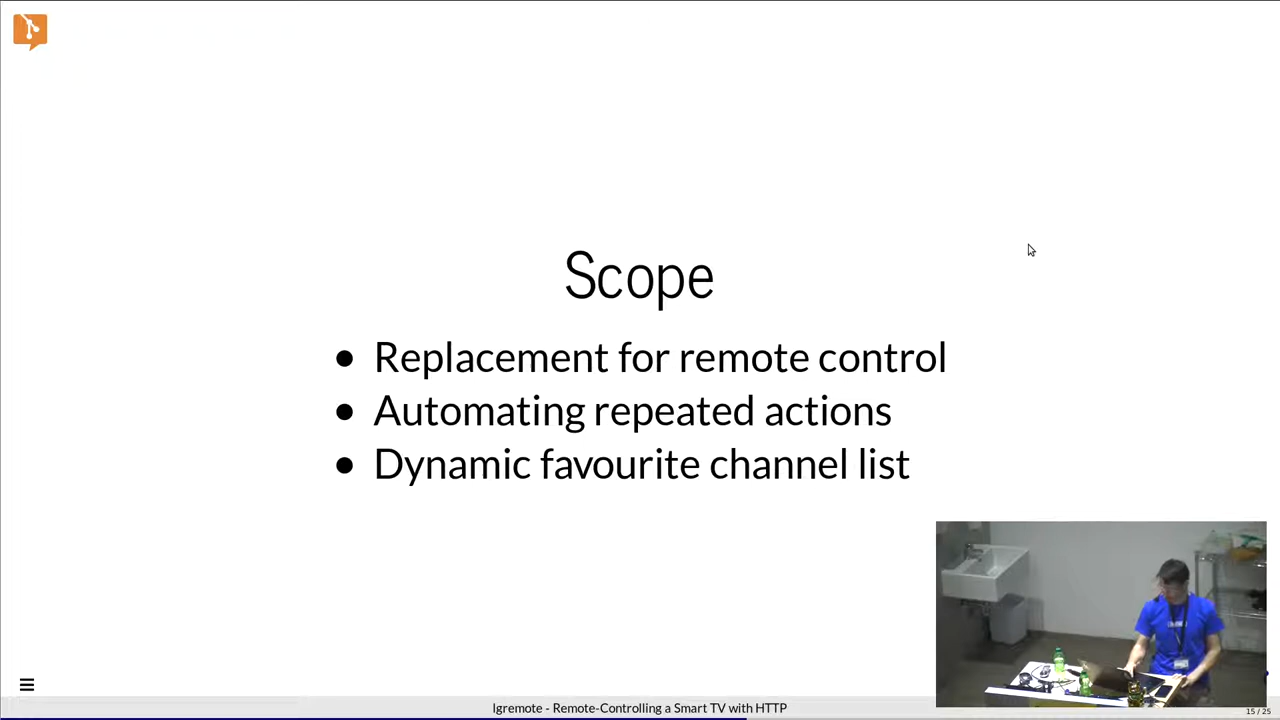 Scope
Replacement for remote control
Automating repeated actions
Dynamic favourite channel list
lgremote - Remote-Controlling a Smart TV with HTTP
15 / 25